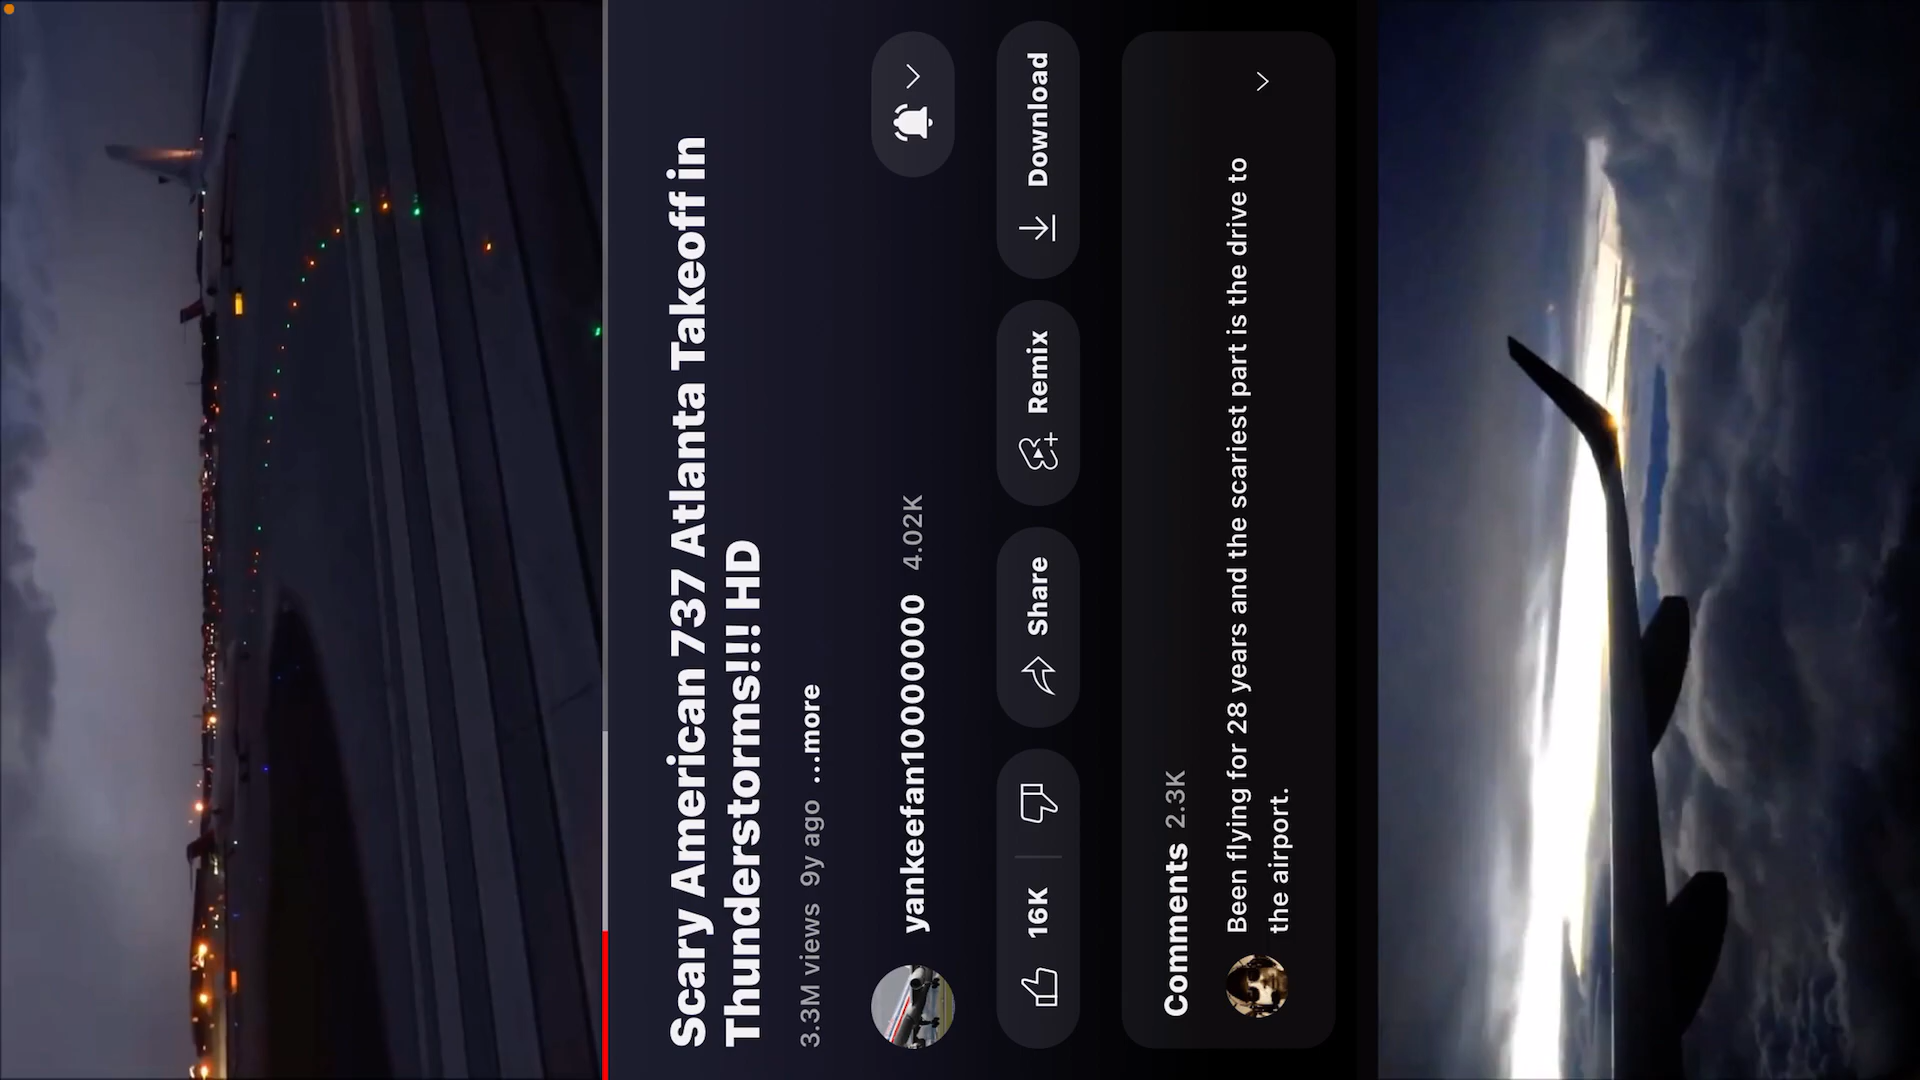 Scary American 737 Atlanta Takeoff in
Thunderstorms!!! HD
3.3M views 9y ago ...more
yankeefan1000000000 4.02K
16K
Share
Remix
Download
Comments 2.3K
Been flying for 28 years and the scariest part is the drive to
the airport.